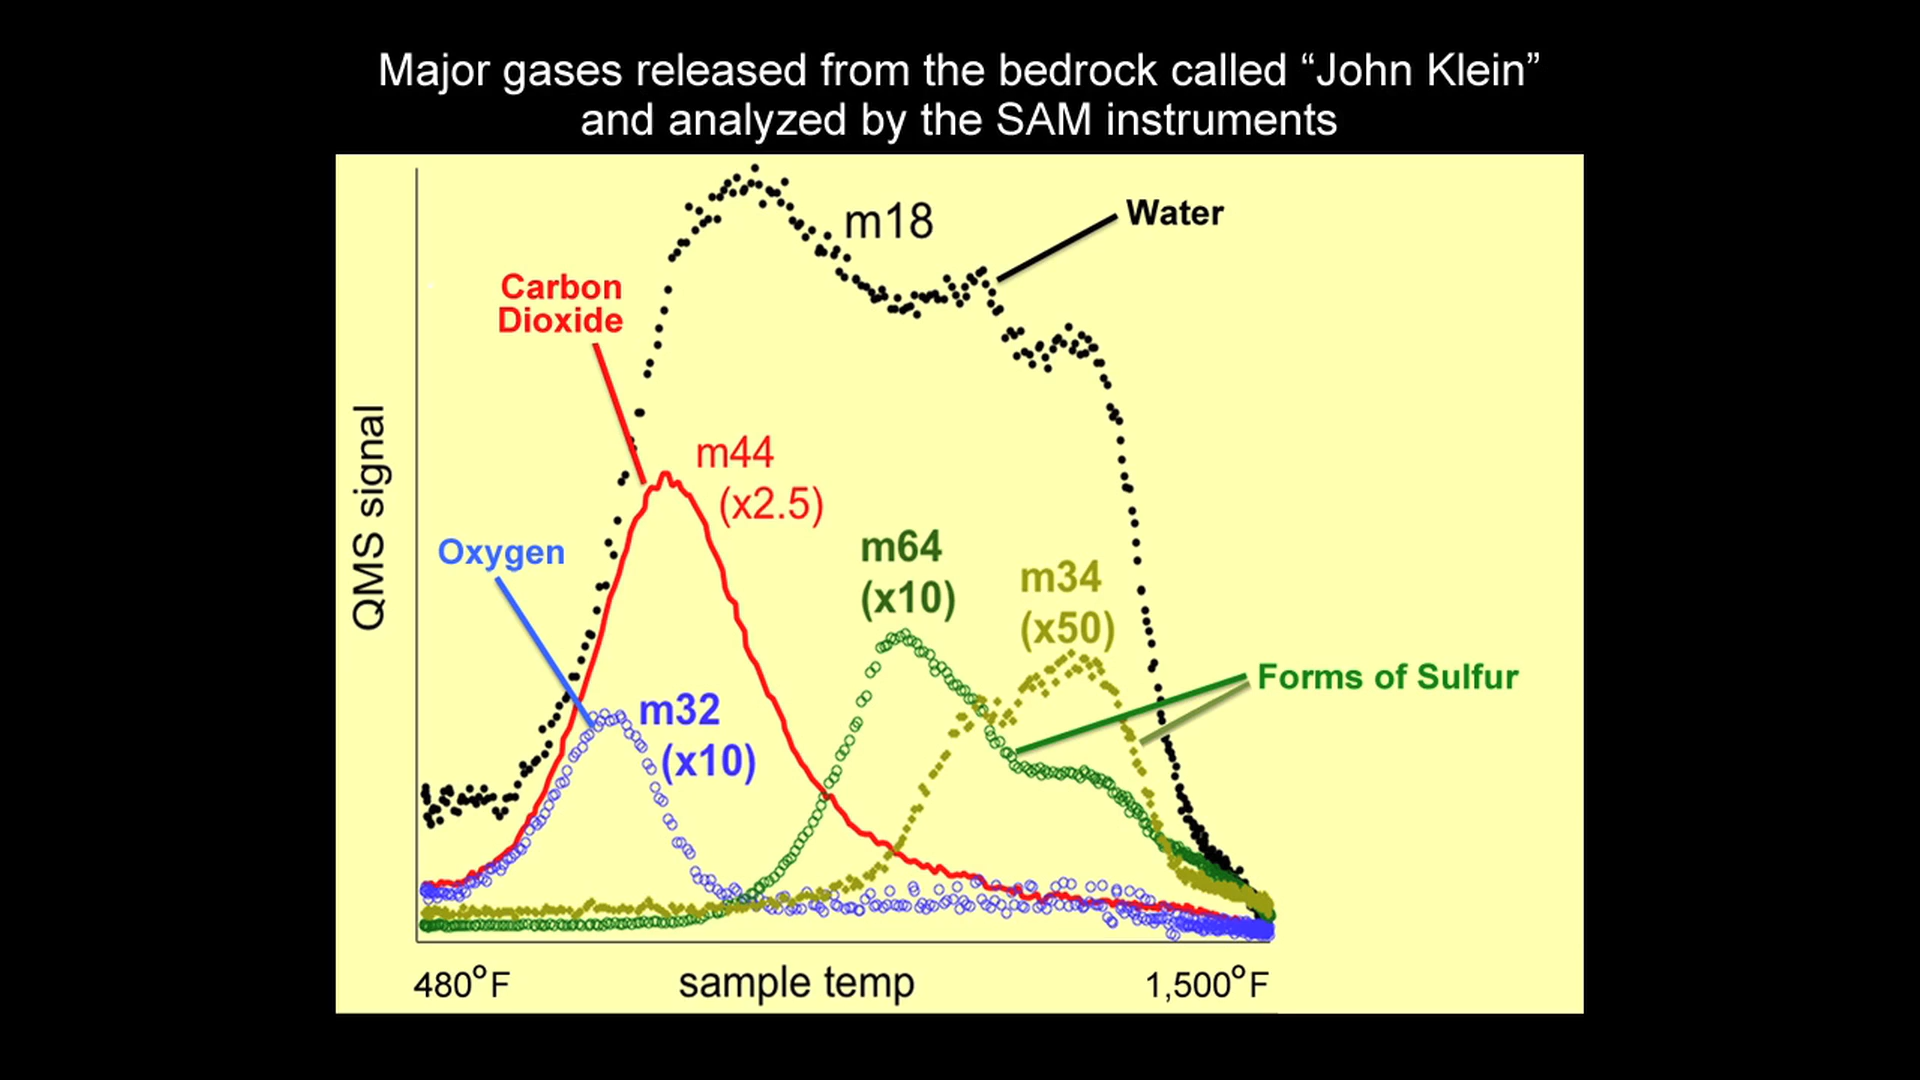 Major gases released from the bedrock called “John Klein”
and analyzed by the SAM instruments
m18
Water
Carbon
Dioxide
m44
(x2.5)
QMS signal
Oxygen
m64
(x10)
m34
(x50)
Forms of Sulfur
m32
(x10)
480°F
sample temp
1,500°F